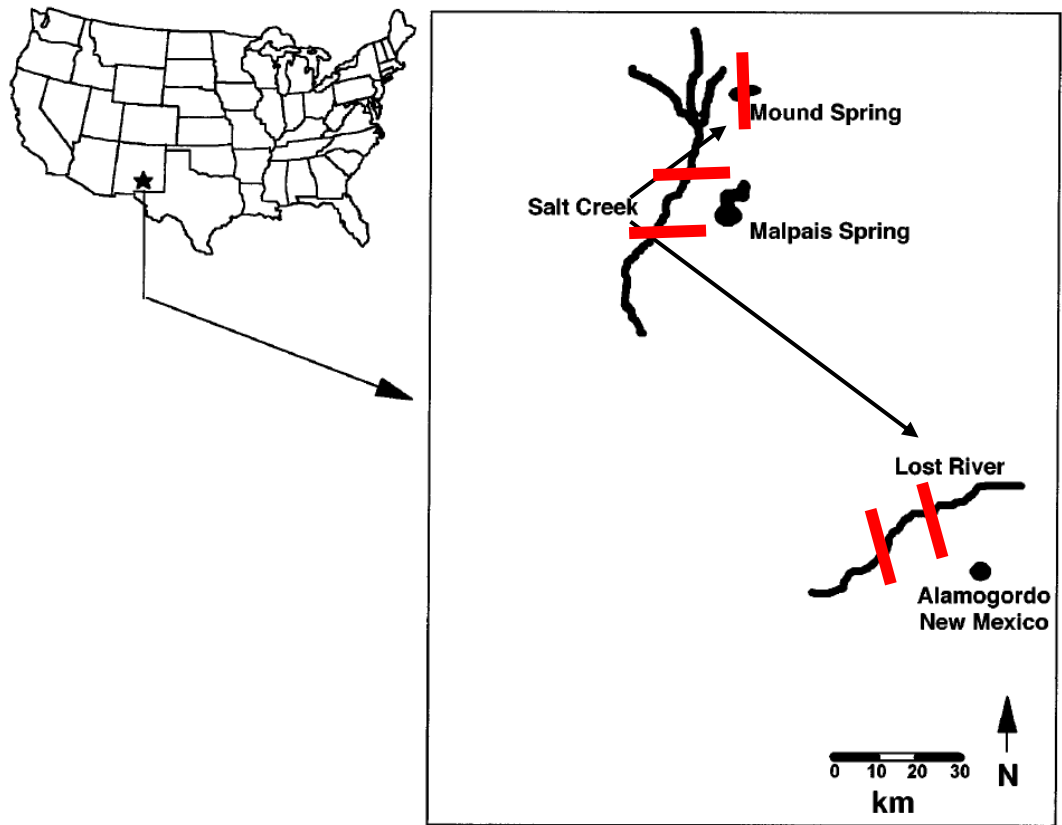 Mound Spring
Salt Creek
Malpais Spring
Lost River
Alamogordo
New Mexico
0 10 20 30
km
N